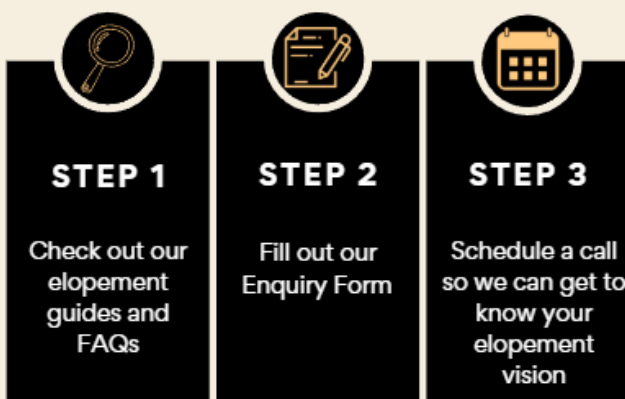 STEP 1
Check out our
elopement
guides and
FAQs
STEP 2
Fill out our
Enquiry Form
STEP 3
Schedule a call
so we can get to
know your
elopement
vision